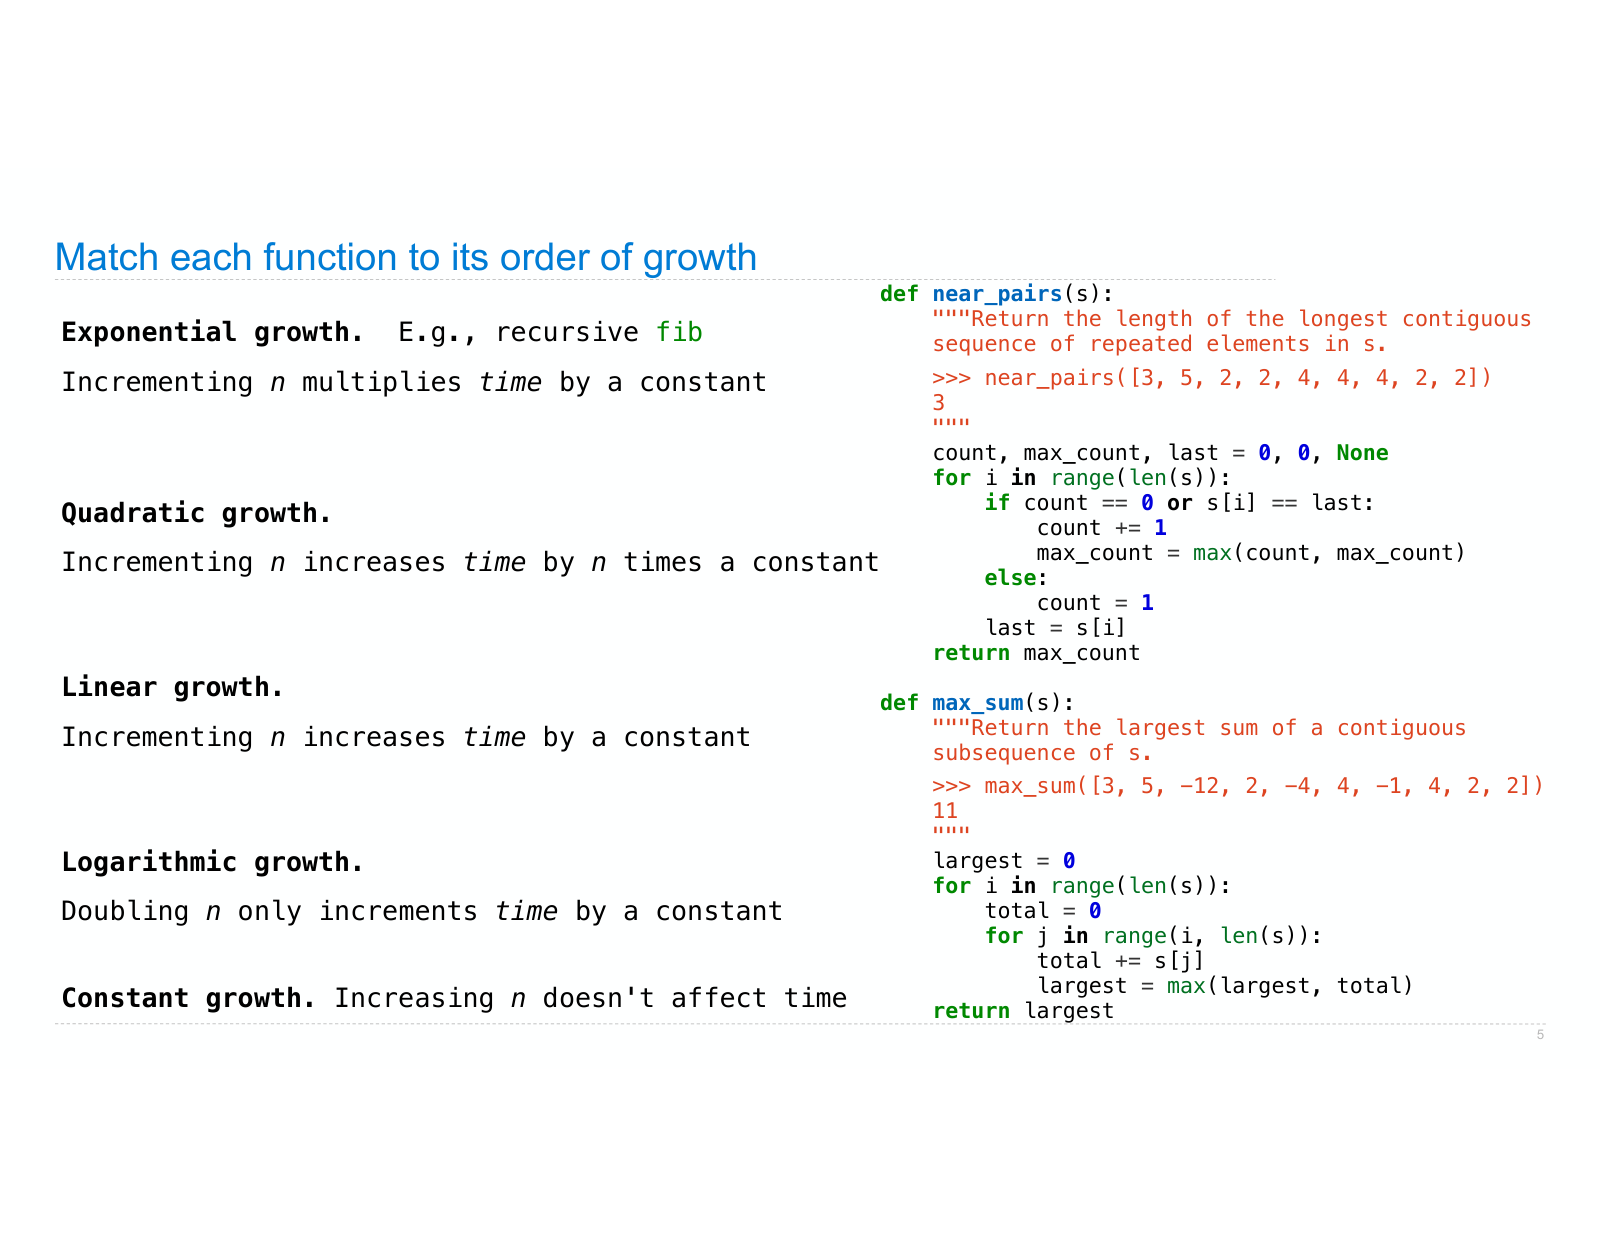 Match each function to its order of growth
Exponential growth.  E.g., recursive fib
Incrementing n multiplies time by a constant
Quadratic growth.
Incrementing n increases time by n times a constant
Linear growth.
Incrementing n increases time by a constant
Logarithmic growth.
Doubling n only increments time by a constant
Constant growth. Increasing n doesn't affect time
def near_pairs(s):
    """Return the length of the longest contiguous
    sequence of repeated elements in s.
    >>> near_pairs([3, 5, 2, 2, 4, 4, 4, 2, 2])
    3
    """
    count, max_count, last = 0, 0, None
    for i in range(len(s)):
        if count == 0 or s[i] == last:
            count += 1
            max_count = max(count, max_count)
        else:
            count = 1
        last = s[i]
    return max_count
def max_sum(s):
    """Return the largest sum of a contiguous
    subsequence of s.
    >>> max_sum([3, 5, −12, 2, −4, 4, −1, 4, 2, 2])
    11
    """
    largest = 0
    for i in range(len(s)):
        total = 0
        for j in range(i, len(s)):
            total += s[j]
            largest = max(largest, total)
    return largest
5